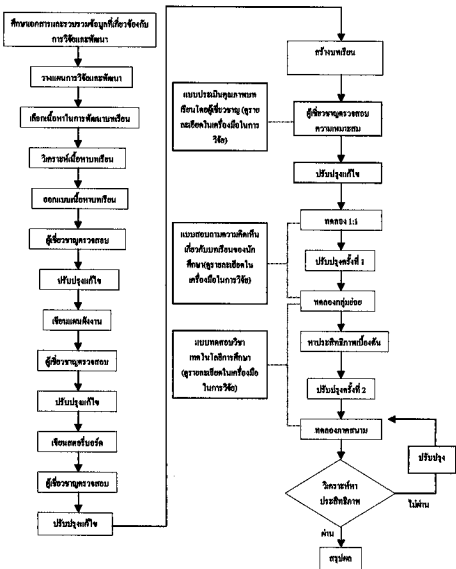 ศึกษาเอกสารและรวบรวมข้อมูลที่เกี่ยวข้องกับ
การวิจัยและพัฒนา
วางแผนการวิจัยและพัฒนา
เลือกเนื้อหาในการพัฒนาบทเรียน
วิเคราะห์เนื้อหาบทเรียน
ออกแบบเนื้อหาบทเรียน
ผู้เชี่ยวชาญตรวจสอบ
ปรับปรุงแก้ไข
เขียนแผนผังงาน
ผู้เชี่ยวชาญตรวจสอบ
ปรับปรุงแก้ไข
เขียนสตอรี่บอร์ด
ผู้เชี่ยวชาญตรวจสอบ
ปรับปรุงแก้ไข
สร้างบทเรียน
แบบประเมินคุณภาพบท
เรียนโดยผู้เชี่ยวชาญ (ดูราย
ละเอียดในเครื่องมือในการ
วิจัย)
ผู้เชี่ยวชาญตรวจสอบ
ความเหมาะสม
ปรับปรุงแก้ไข
ทดลอง 1:1
แบบสอบถามความคิดเห็น
เกี่ยวกับบทเรียนของนัก
ศึกษา(ดูรายละเอียดใน
เครื่องมือในการวิจัย)
ปรับปรุงครั้งที่ 1
ทดลองกลุ่มย่อย
แบบทดสอบวิชา
เทคโนโลยีการศึกษา
(ดูรายละเอียดในเครื่องมือ
ในการวิจัย)
หาประสิทธิภาพเบื้องต้น
ปรับปรุงครั้งที่ 2
ทดลองภาคสนาม
ปรับปรุง
วิเคราะห์หา
ประสิทธิภาพ
ไม่ผ่าน
ผ่าน
สรุปผล